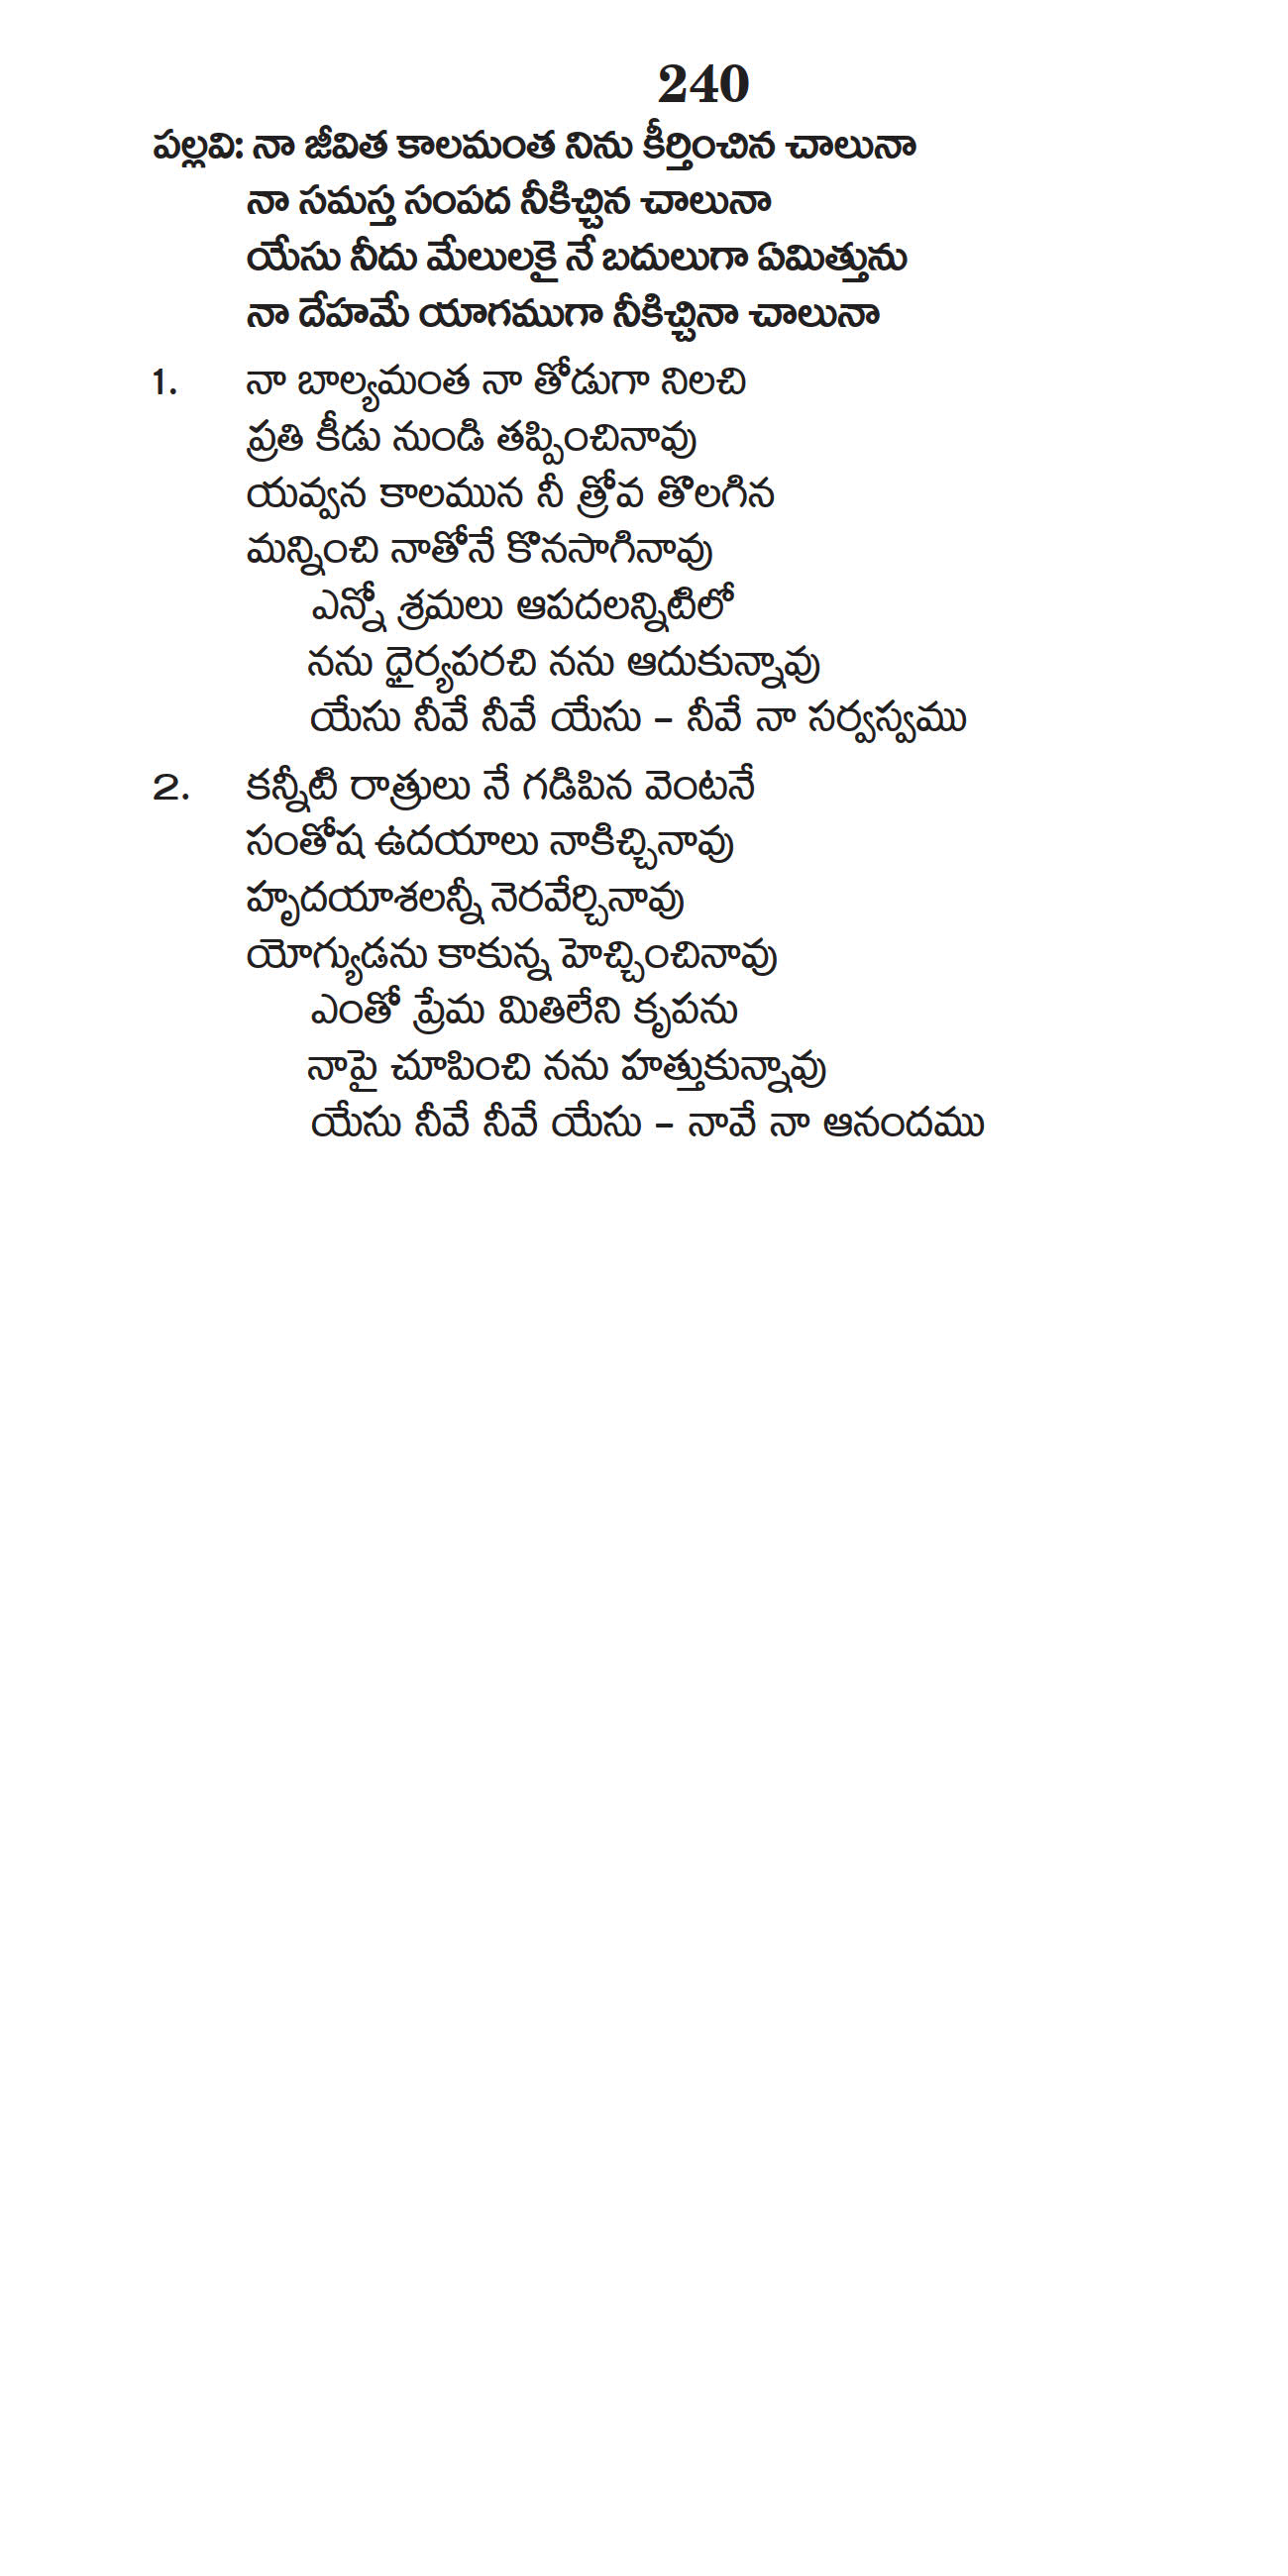 240
పల్లవి: నా జీవిత కాలమంత నిను కీర్తించిన చాలునా
నా సమస్త సంపద నీకిచ్చిన చాలునా
యేసు నీదు మేలులకై నే బదులుగా ఏమిత్తును
నా దేహమే యాగముగా నీకిచ్చినా చాలునా
1. నా బాల్యమంత నా తోడుగా నిలచి
ప్రతి కీడు నుండి తప్పించినావు
యవ్వన కాలమున నీ త్రోవ తొలగిన
మన్నించి నాతోనే కొనసాగినావు
ఎన్నో శ్రమలు ఆపదలన్నిటిలో
నను ధైర్యపరచి నను ఆదుకున్నావు
యేసు నీవే నీవే యేసు – నీవే నా సర్వస్వము
2. కన్నీటి రాత్రులు నే గడిపిన వెంటనే
సంతోష ఉదయాలు నాకిచ్చినావు
హృదయాశలన్నీ నెరవేర్చినావు
యోగ్యుడను కాకున్న హెచ్చించినావు
ఎంతో ప్రేమ మితిలేని కృపను
నాపై చూపించి నను హత్తుకున్నావు
యేసు నీవే నీవే యేసు – నావే నా ఆనందము